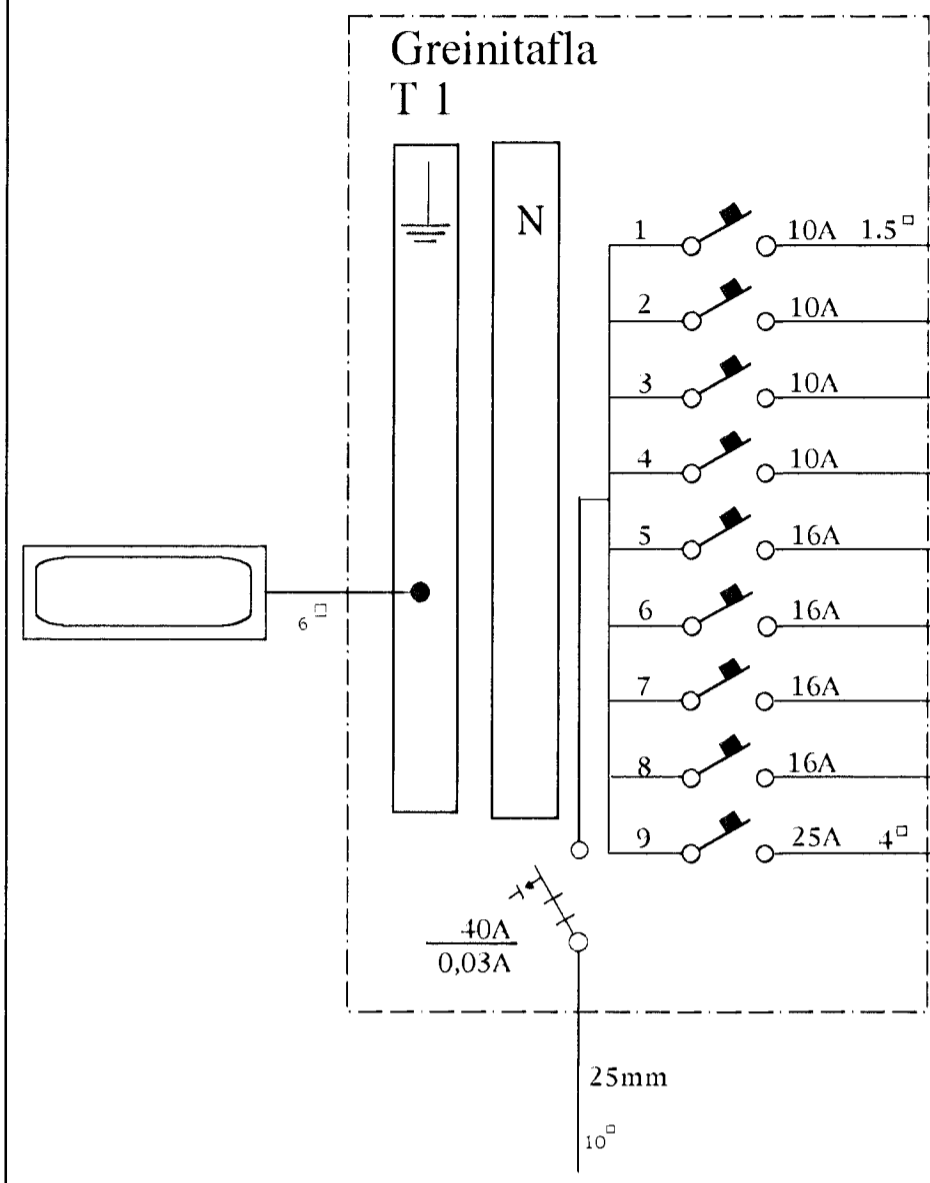 Greinitafla
T 1
N
1 10A 1.5□
2 10A
3 10A
4 10A
5 16A
6□
6 16A
7 16A
8 16A
9 25A 4□
40A
0,03A
25mm
10□